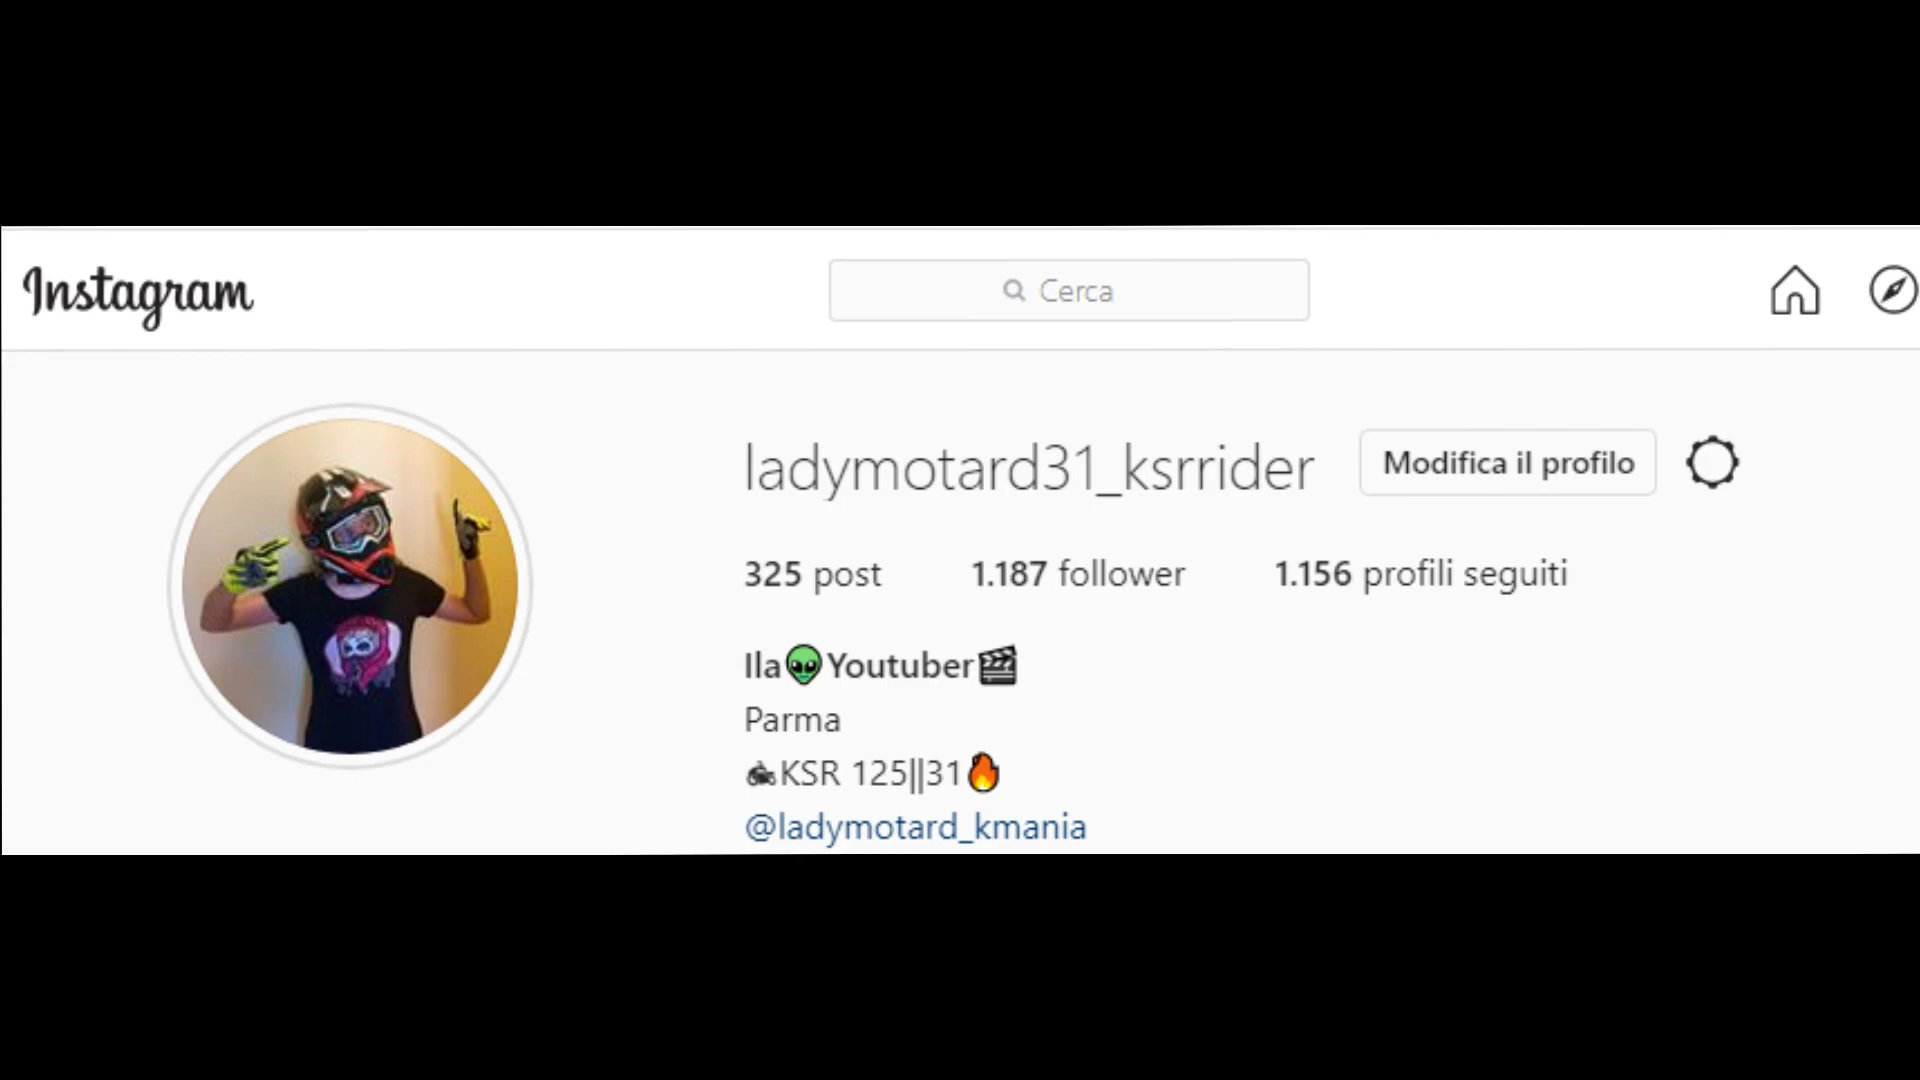 Instagram
Cerca
ladymotard31_ksrrider Modifica il profilo
325 post 1.187 follower 1.156 profili seguiti
Ila👽Youtuber🎬
Parma
🏍KSR 125||31🔥
@ladymotard_kmania